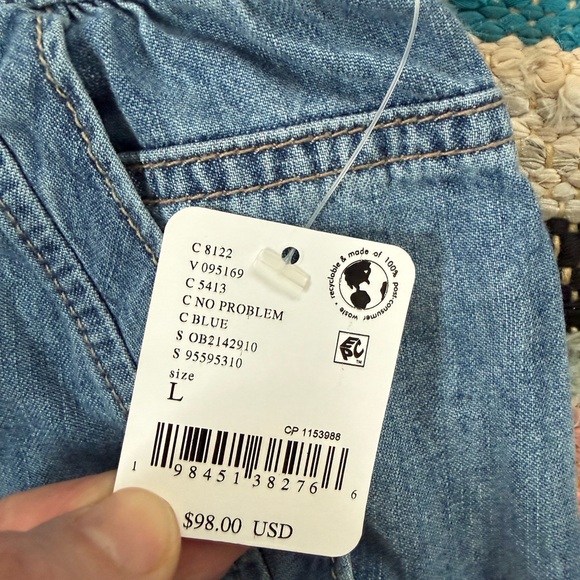 C 8122
V 095169
C 5413
C NO PROBLEM
C BLUE
S OB2142910
S 95595310
size
L
recyclable & made of 100% post-consumer waste
EPC™
CP 1153988
1 98451 38276 6
$98.00 USD